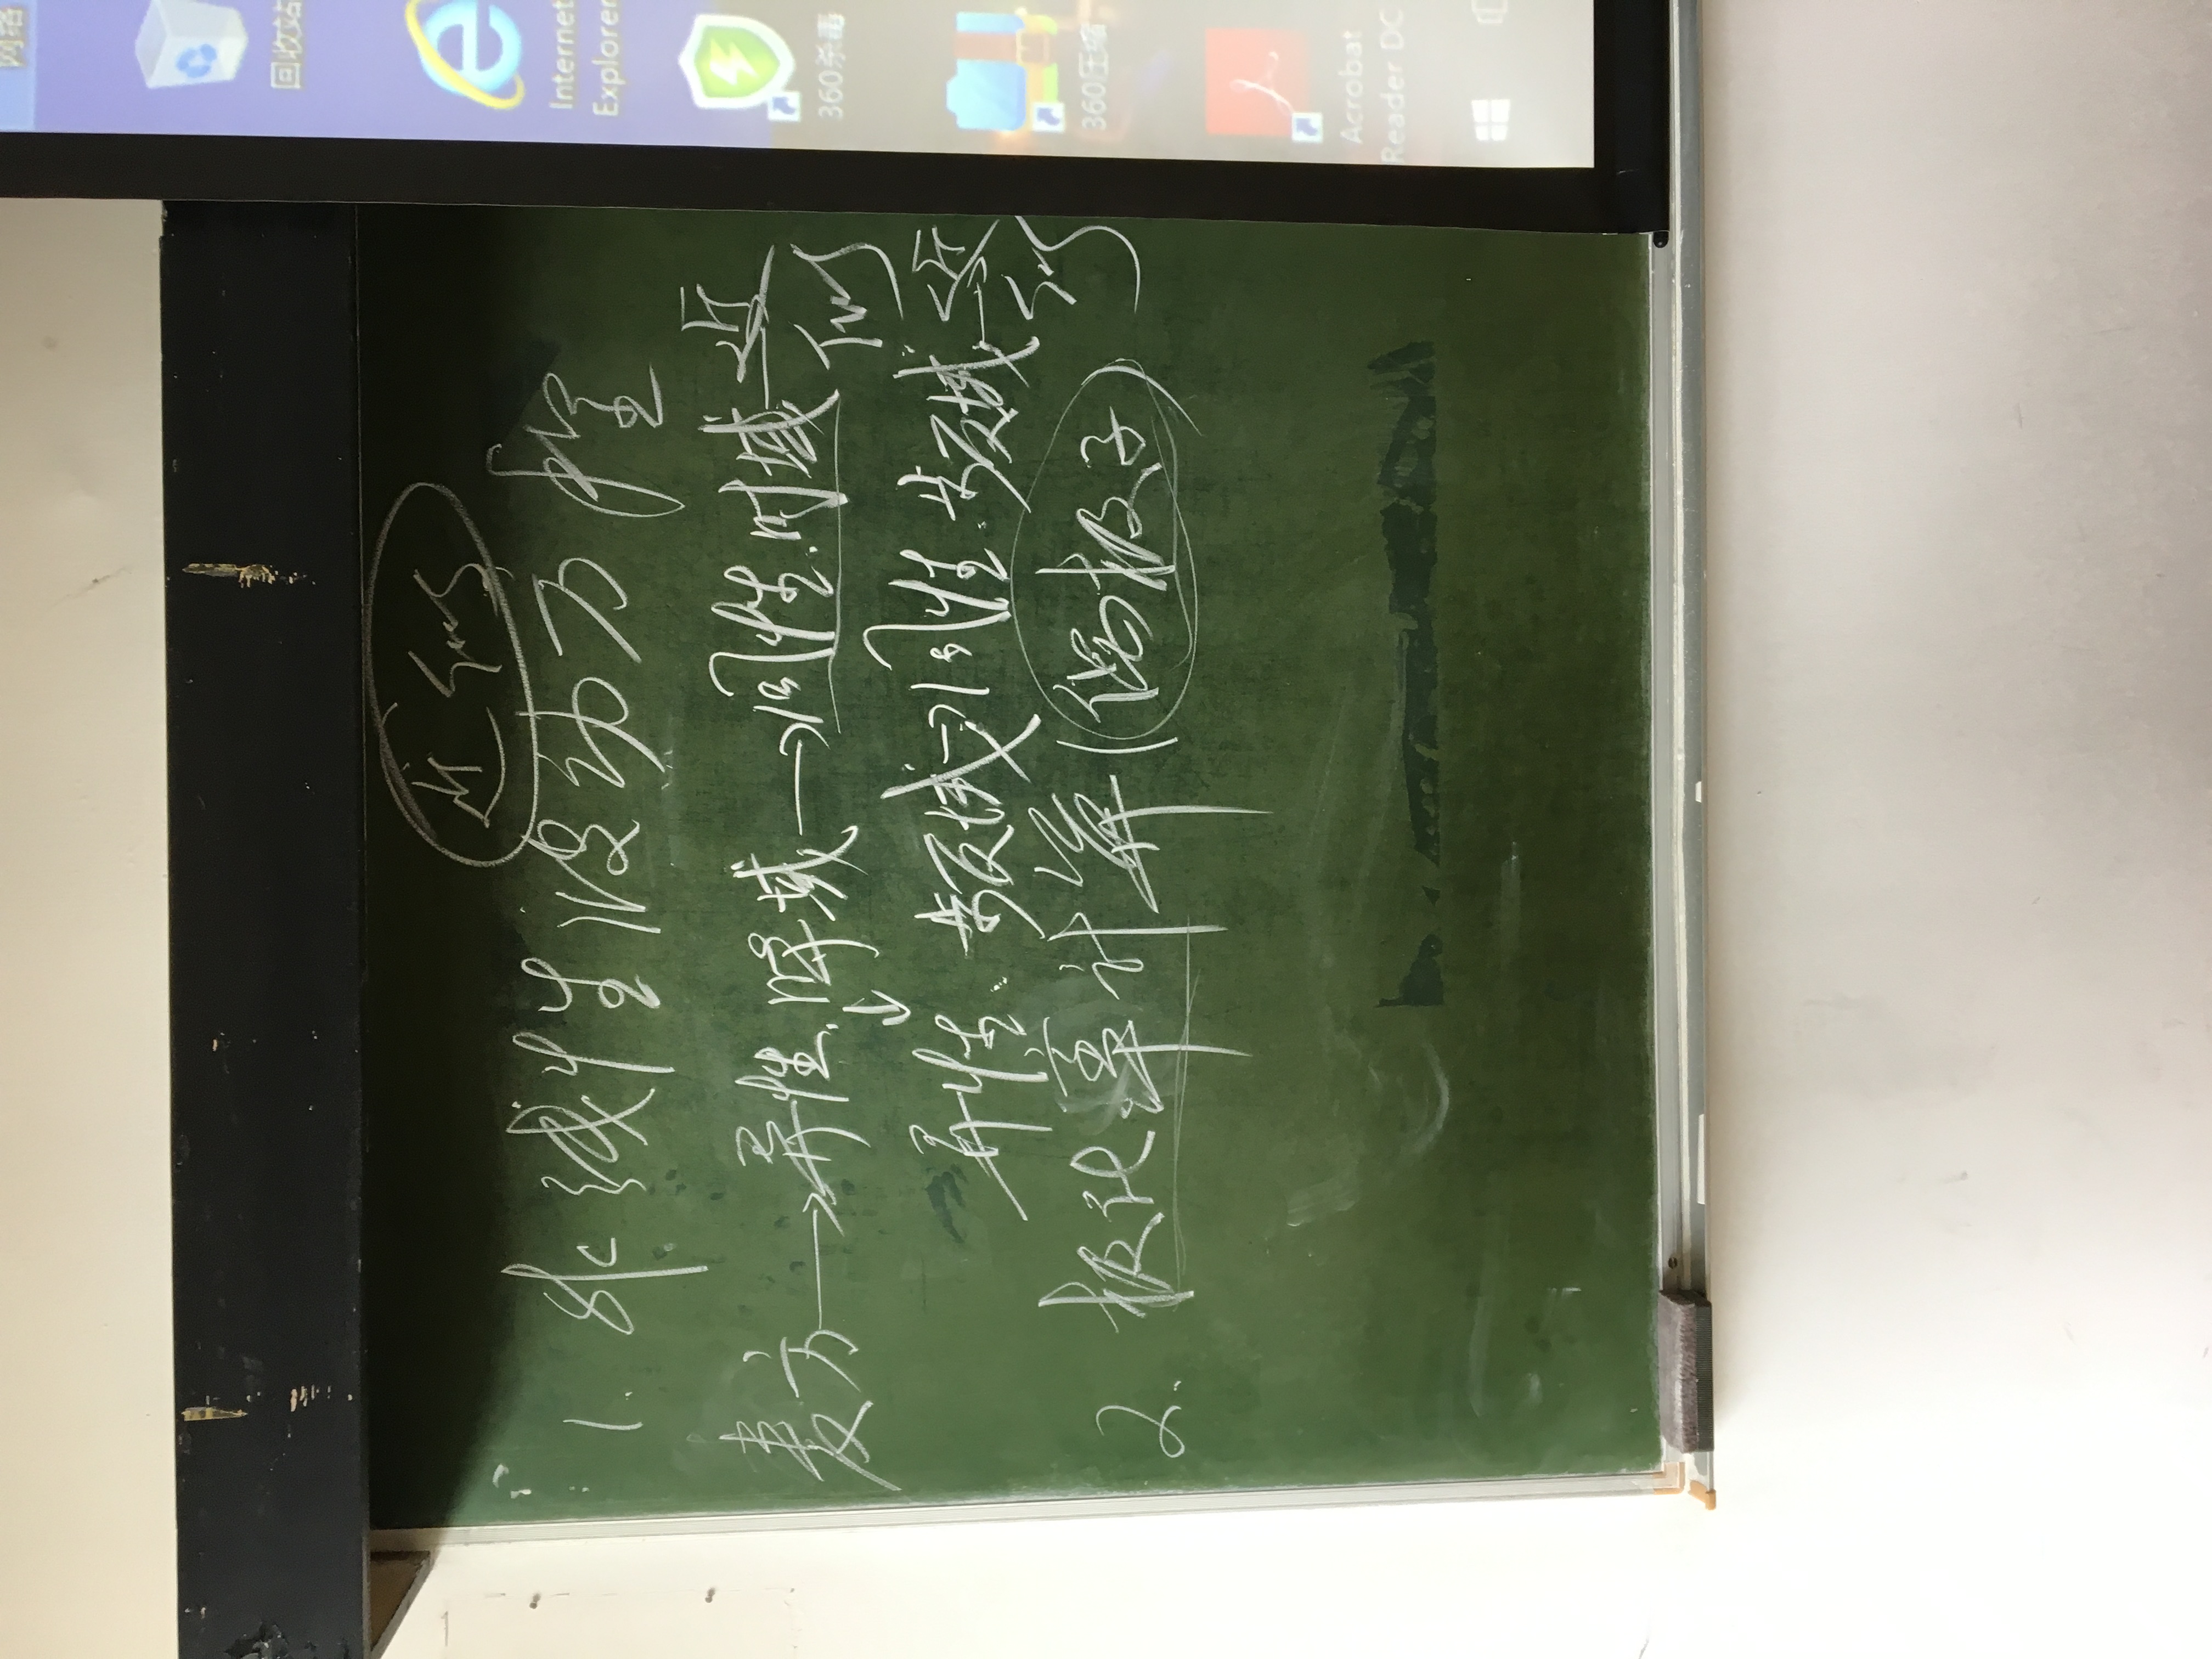 近似
1. 非线性波动方程
麦方→异性.时域→同性.时域→近似
↓
异性.频域→同性.频域→近似
2. 极化率计算(偶极子)
网络
回收站
Internet
Explorer
360杀毒
360压缩
Acrobat
Reader DC